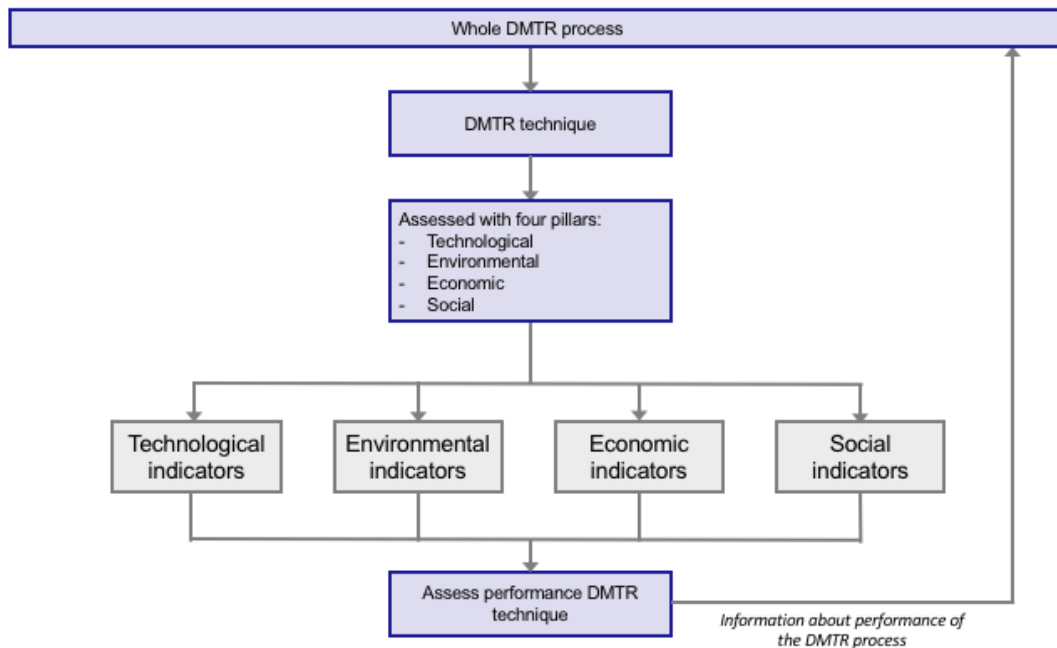 Whole DMTR process
DMTR technique
Assessed with four pillars:
- Technological
- Environmental
- Economic
- Social
Technological
indicators
Environmental
indicators
Economic
indicators
Social
indicators
Assess performance DMTR
technique
Information about performance of
the DMTR process